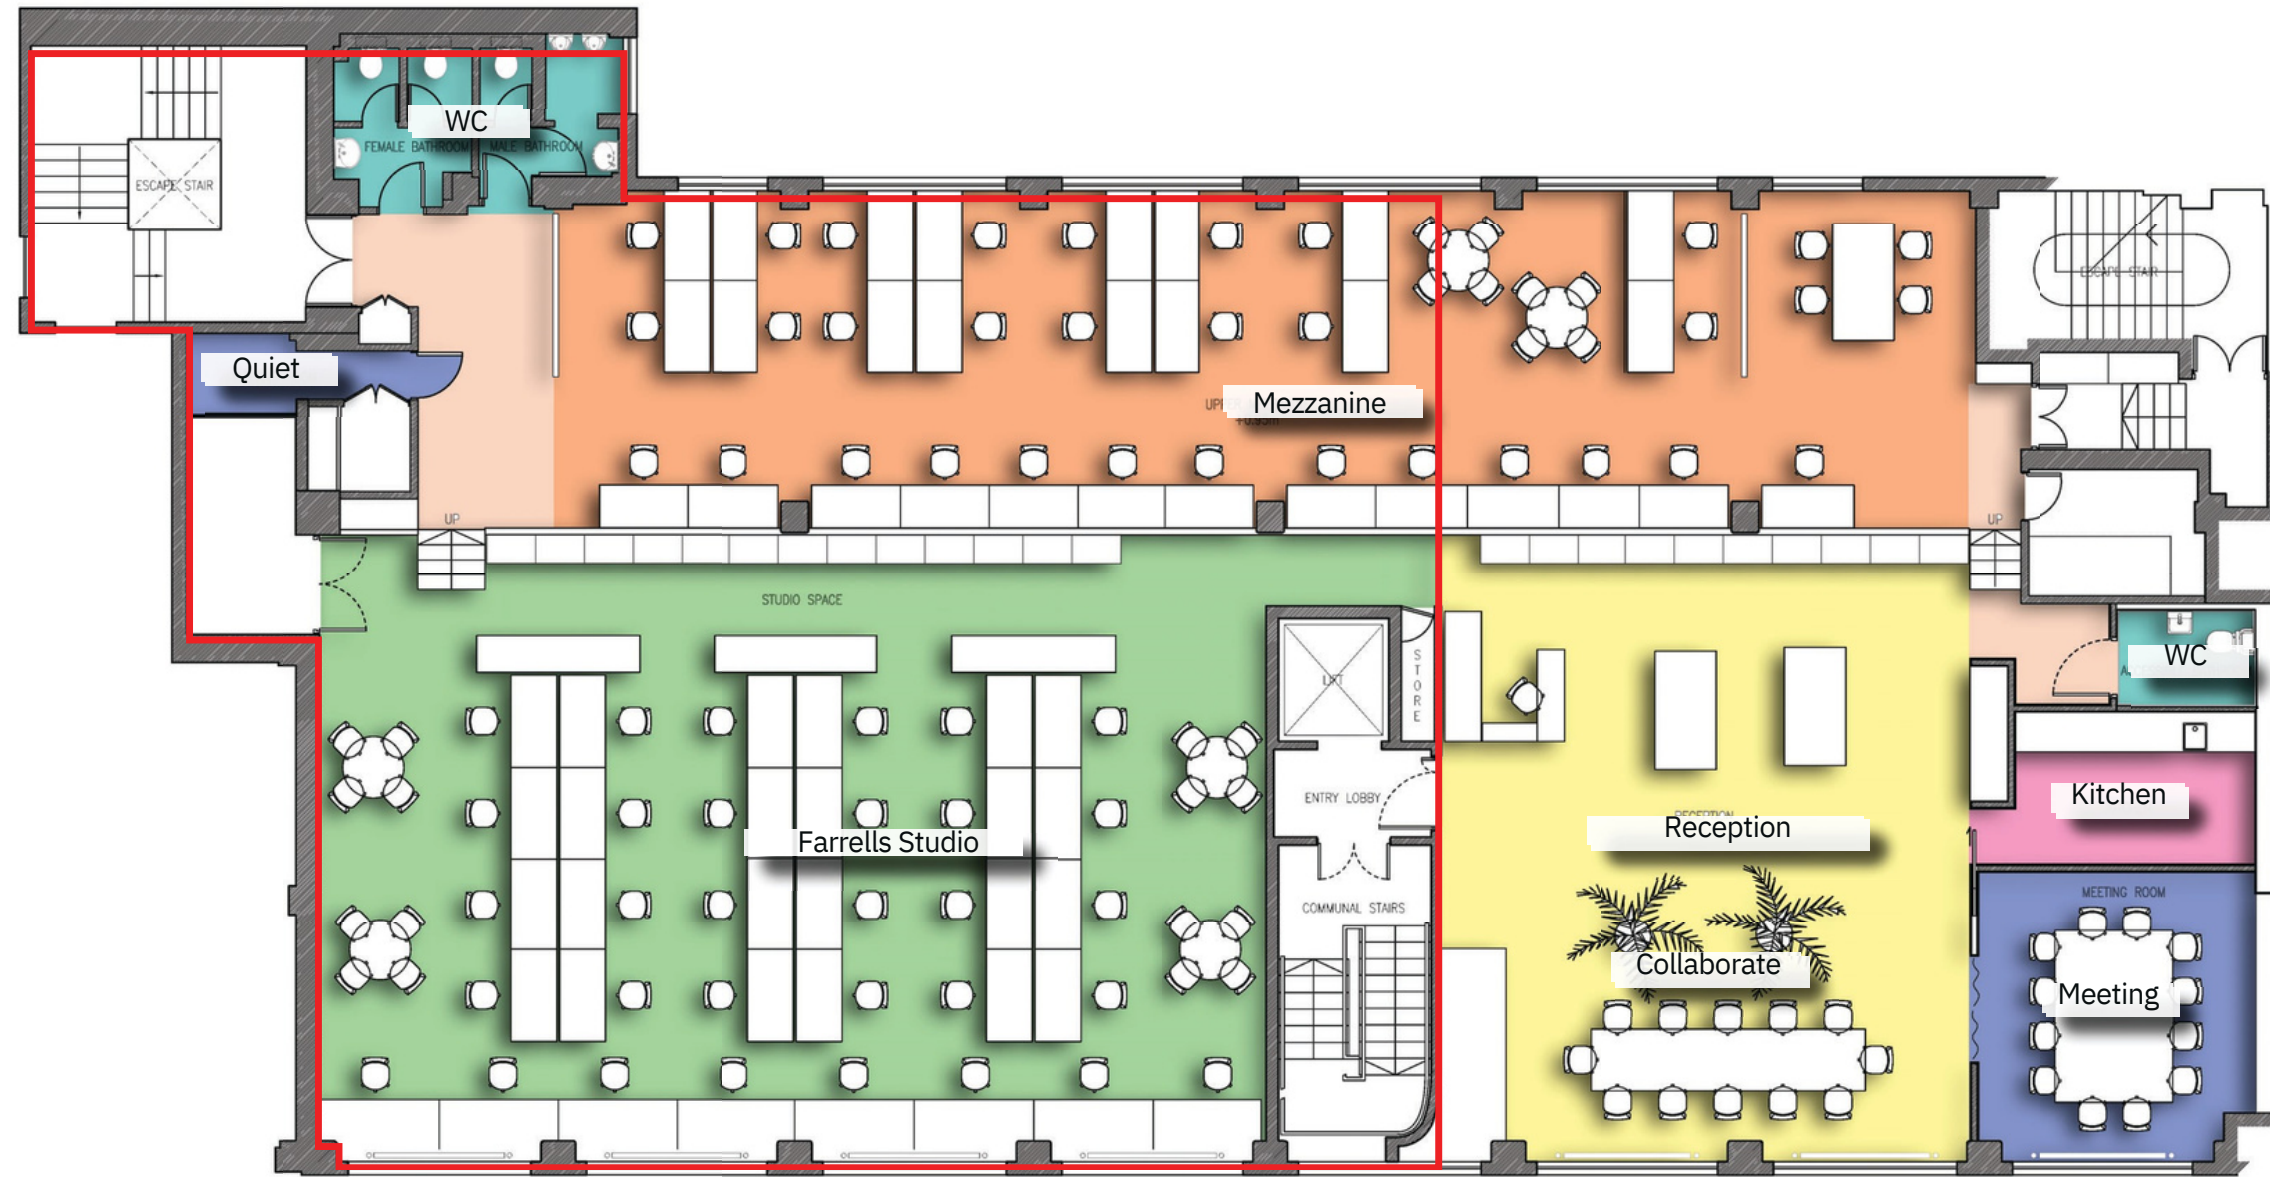 WC
FEMALE BATHROOM
MALE BATHROOM
ESCAPE STAIR
ESCAPE STAIR
Quiet
Mezzanine
UP
UP
STUDIO SPACE
LIFT
STORE
WC
ENTRY LOBBY
Kitchen
RECEPTION
Reception
Farrells Studio
MEETING ROOM
COMMUNAL STAIRS
Collaborate
Meeting